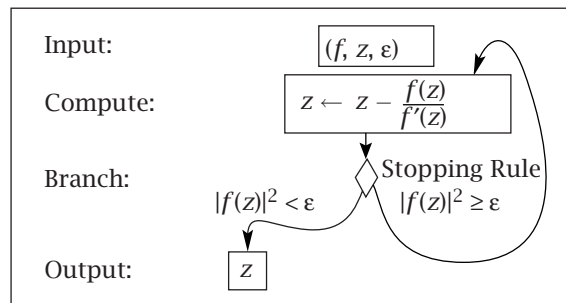 Input: (f, z, ε)
Compute: z ← z − f(z)/f′(z)
Stopping Rule
Branch:
|f(z)|² < ε |f(z)|² ≥ ε
Output: z